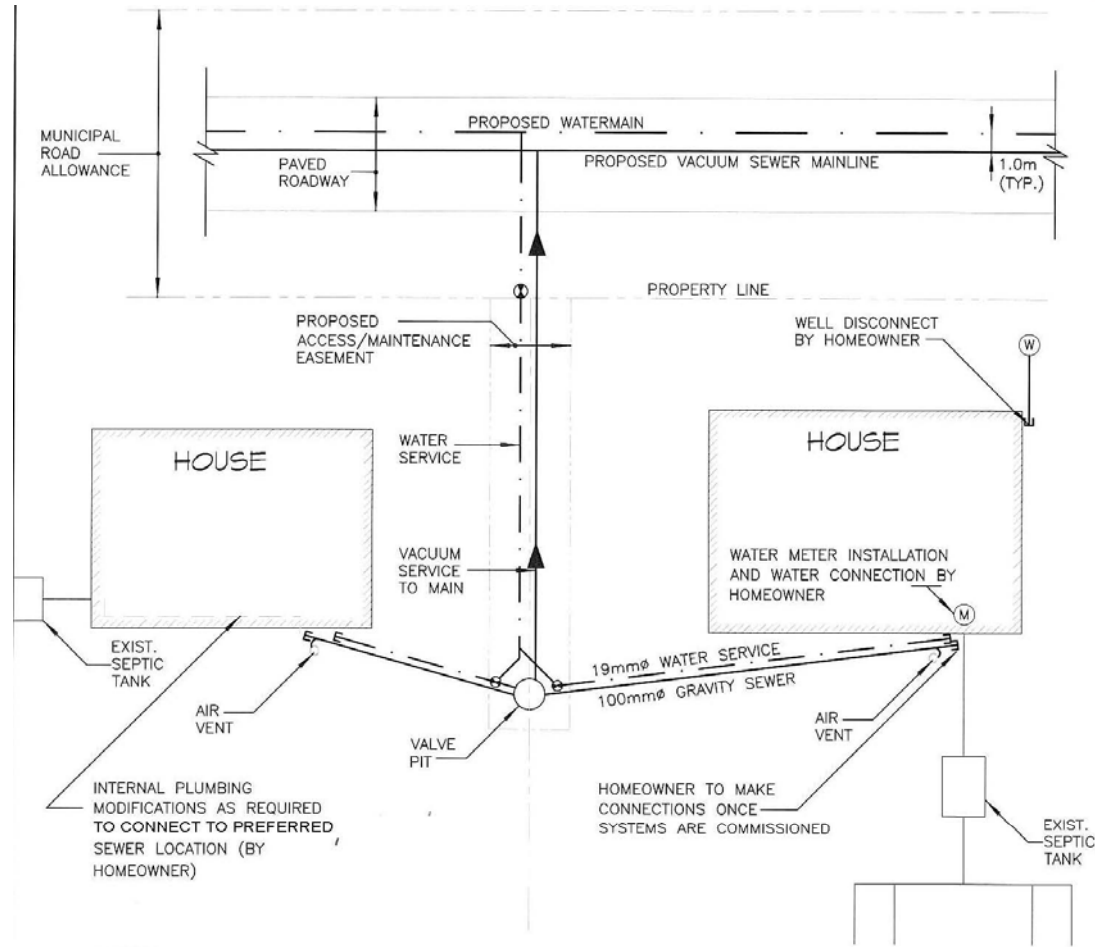 PROPOSED WATERMAIN
MUNICIPAL
ROAD
ALLOWANCE
PAVED
ROADWAY
PROPOSED VACUUM SEWER MAINLINE
1.0m
(TYP.)
PROPERTY LINE
PROPOSED
ACCESS/MAINTENANCE
EASEMENT
WELL DISCONNECT
BY HOMEOWNER
W
HOUSE
WATER
SERVICE
HOUSE
VACUUM
SERVICE
TO MAIN
WATER METER INSTALLATION
AND WATER CONNECTION BY
HOMEOWNER
M
EXIST.
SEPTIC
TANK
19mmø WATER SERVICE
100mmø GRAVITY SEWER
AIR
VENT
VALVE
PIT
AIR
VENT
INTERNAL PLUMBING
MODIFICATIONS AS REQUIRED
TO CONNECT TO PREFERRED
SEWER LOCATION (BY
HOMEOWNER)
HOMEOWNER TO MAKE
CONNECTIONS ONCE
SYSTEMS ARE COMMISSIONED
EXIST.
SEPTIC
TANK